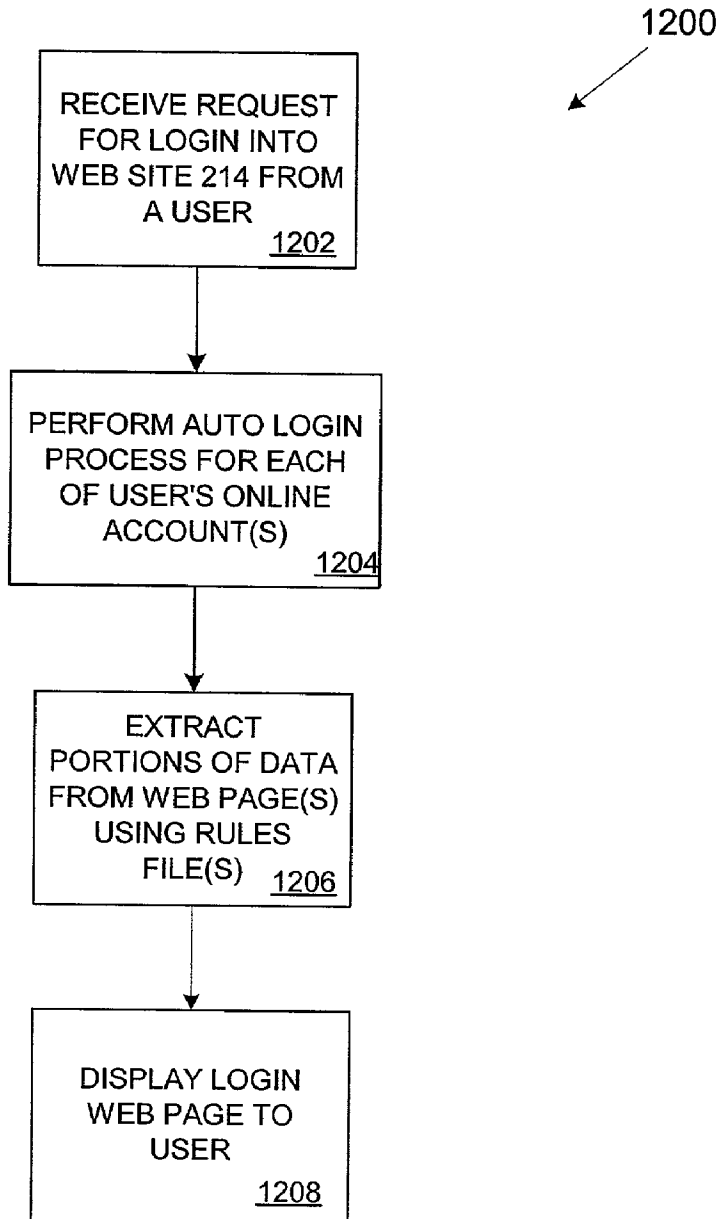 1200
RECEIVE REQUEST
FOR LOGIN INTO
WEB SITE 214 FROM
A USER
1202
PERFORM AUTO LOGIN
PROCESS FOR EACH
OF USER'S ONLINE
ACCOUNT(S)
1204
EXTRACT
PORTIONS OF DATA
FROM WEB PAGE(S)
USING RULES
FILE(S)
1206
DISPLAY LOGIN
WEB PAGE TO
USER
1208